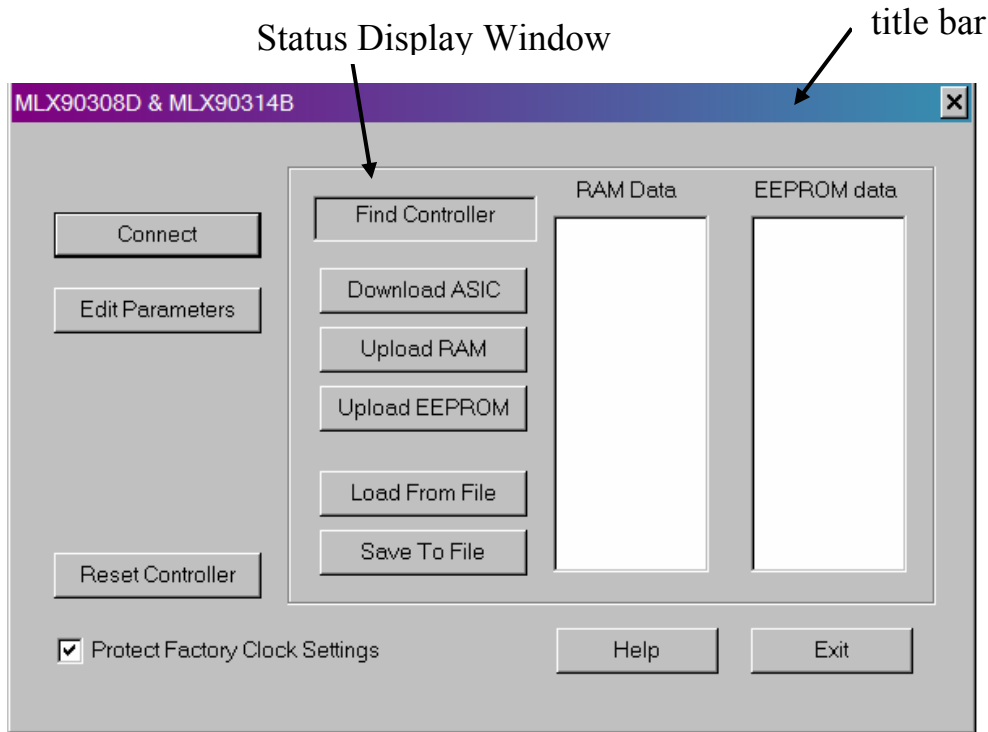 title bar
Status Display Window
MLX90308D & MLX90314B
RAM Data
EEPROM data
Find Controller
Connect
Download ASIC
Edit Parameters
Upload RAM
Upload EEPROM
Load From File
Save To File
Reset Controller
Protect Factory Clock Settings
Help
Exit